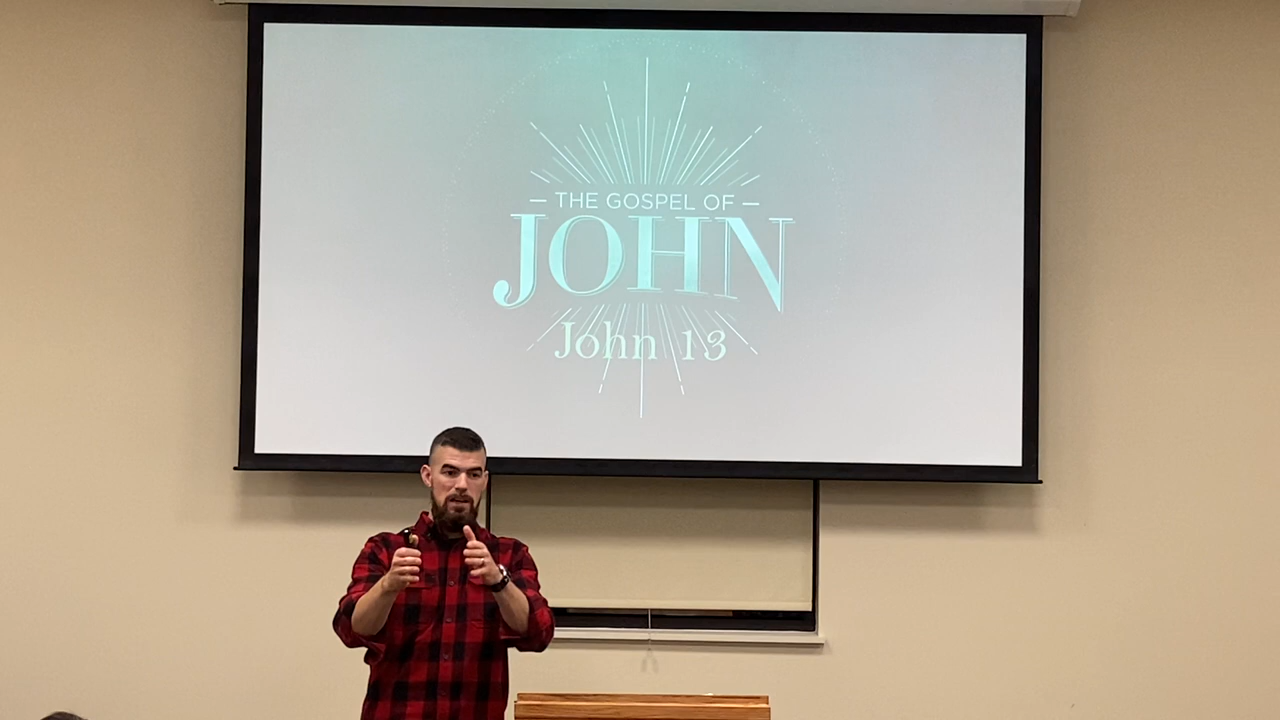 — THE GOSPEL OF —
JOHN
John 13